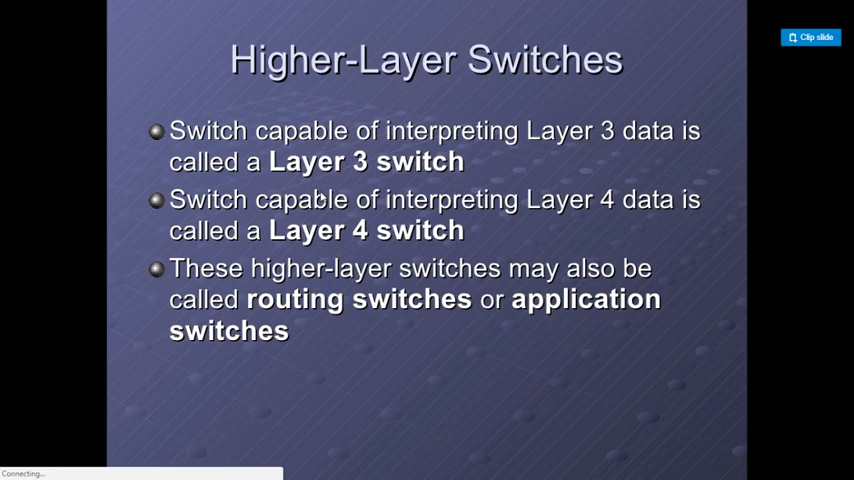 Clip slide
Higher-Layer Switches
Switch capable of interpreting Layer 3 data is
called a Layer 3 switch
Switch capable of interpreting Layer 4 data is
called a Layer 4 switch
These higher-layer switches may also be
called routing switches or application
switches
Connecting...